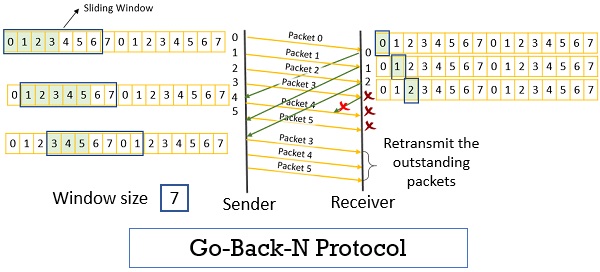 Sliding Window
0 1 2 3 4 5 6 7 0 1 2 3 4 5 6 7
0 1 2 3 4 5 6 7 0 1 2 3 4 5 6 7
0 1 2 3 4 5 6 7 0 1 2 3 4 5 6 7
Window size 7
0
1
2
3
4
5
Packet 0
Packet 1
Packet 2
Packet 3
Packet 4
Packet 5
Packet 3
Packet 4
Packet 5
Sender
0
1
2
Receiver
0 1 2 3 4 5 6 7 0 1 2 3 4 5 6 7
0 1 2 3 4 5 6 7 0 1 2 3 4 5 6 7
0 1 2 3 4 5 6 7 0 1 2 3 4 5 6 7
Retransmit the
outstanding
packets
Go-Back-N Protocol